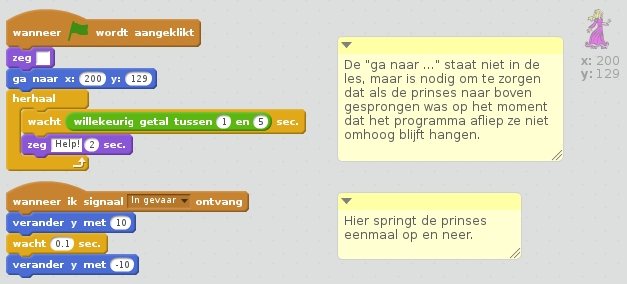 wanneer wordt aangeklikt
zeg
ga naar x: 200 y: 129
herhaal
wacht willekeurig getal tussen 1 en 5 sec.
zeg Help! 2 sec.
wanneer ik signaal In gevaar ontvang
verander y met 10
wacht 0.1 sec.
verander y met -10
De "ga naar ..." staat niet in de
les, maar is nodig om te zorgen
dat als de prinses naar boven
gesprongen was op het moment
dat het programma afliep ze niet
omhoog blijft hangen.
Hier springt de prinses
eenmaal op en neer.
x: 200
y: 129